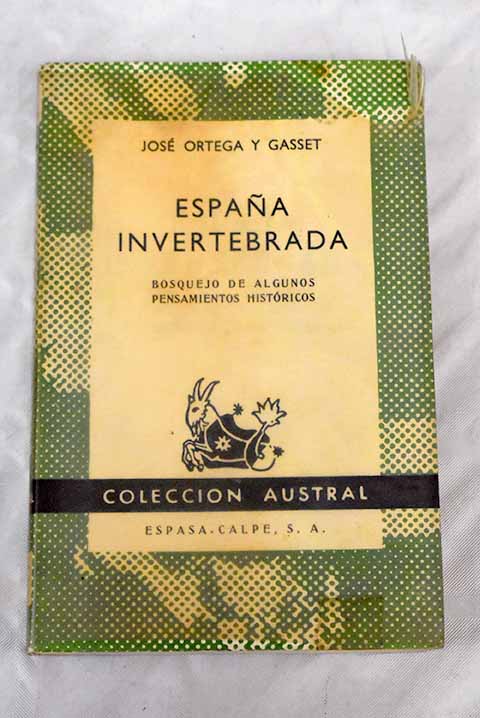 JOSÉ ORTEGA Y GASSET
ESPAÑA
INVERTEBRADA
BOSQUEJO DE ALGUNOS
PENSAMIENTOS HISTÓRICOS
COLECCION AUSTRAL
ESPASA-CALPE, S. A.